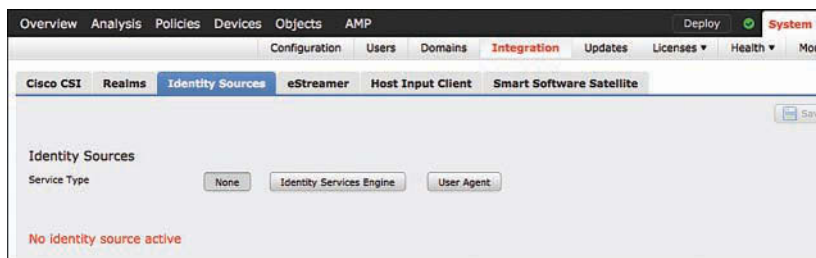 Overview Analysis Policies Devices Objects AMP Deploy System
Configuration Users Domains Integration Updates Licenses ▾ Health ▾
Cisco CSI Realms Identity Sources eStreamer Host Input Client Smart Software Satellite
Identity Sources
Service Type None Identity Services Engine User Agent
No identity source active